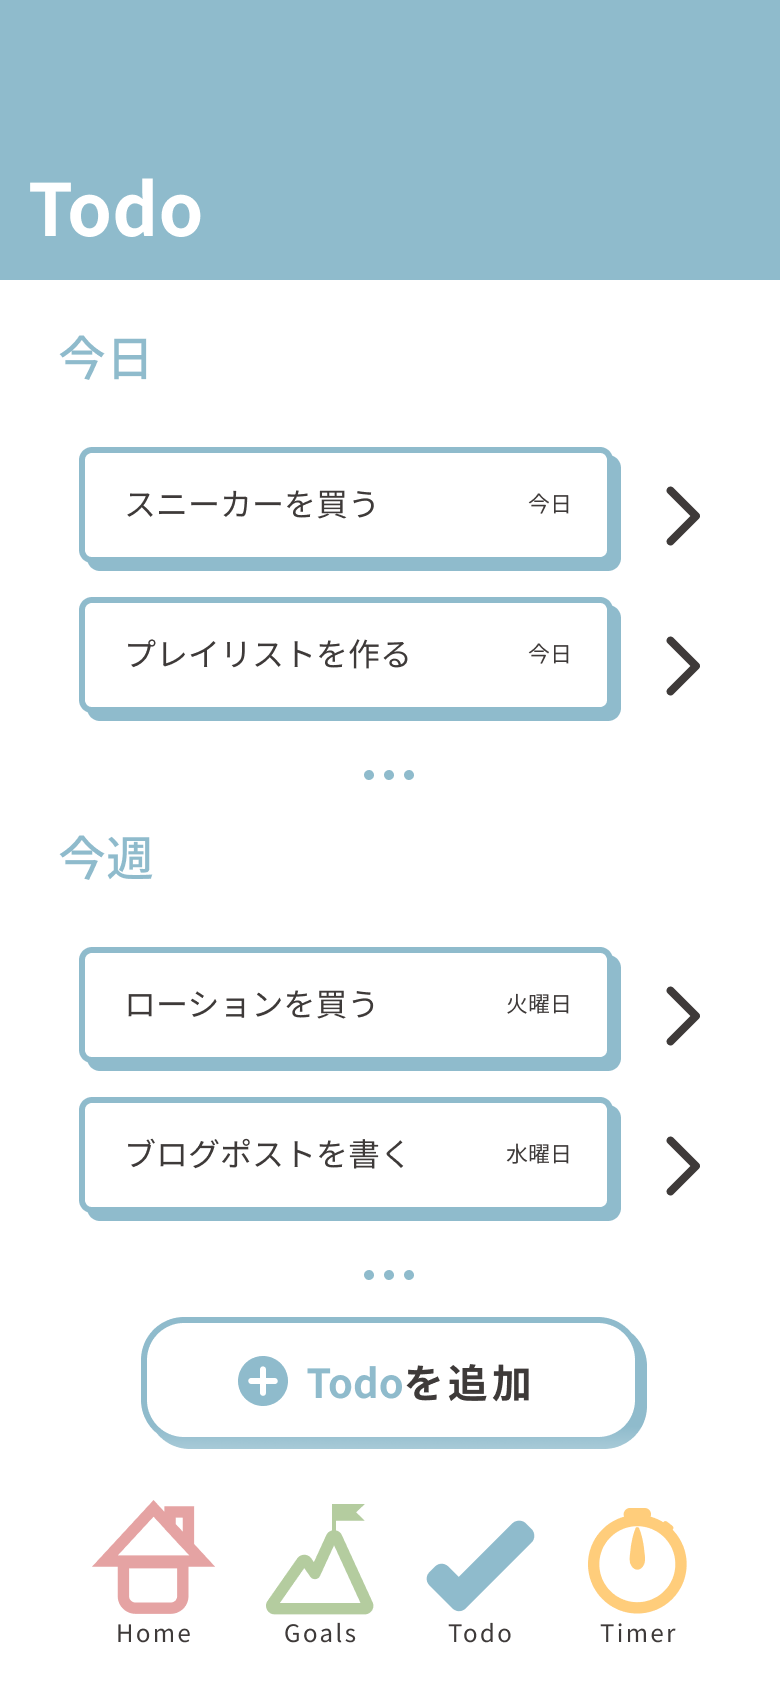 Todo
今日
スニーカーを買う 今日
プレイリストを作る 今日
今週
ローションを買う 火曜日
ブログポストを書く 水曜日
Todoを追加
Home Goals Todo Timer